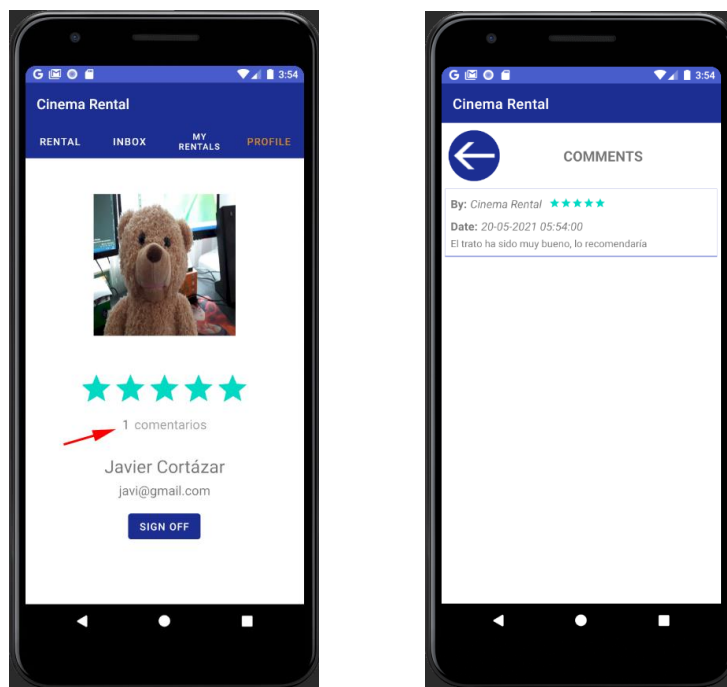 3:54
Cinema Rental
RENTAL INBOX MY RENTALS PROFILE
1 comentarios
Javier Cortázar
javi@gmail.com
SIGN OFF
3:54
Cinema Rental
COMMENTS
By: Cinema Rental
Date: 20-05-2021 05:54:00
El trato ha sido muy bueno, lo recomendaría